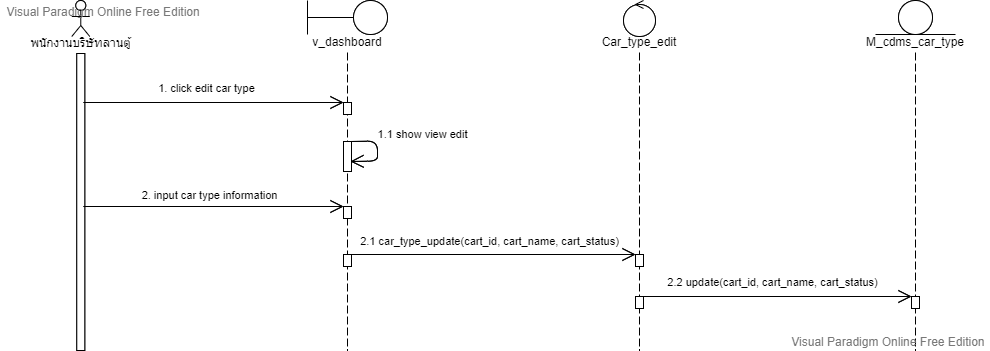 Visual Paradigm Online Free Edition
พนักงานบริษัทลานตู้
v_dashboard
Car_type_edit
M_cdms_car_type
1. click edit car type
1.1 show view edit
2. input car type information
2.1 car_type_update(cart_id, cart_name, cart_status)
2.2 update(cart_id, cart_name, cart_status)
Visual Paradigm Online Free Edition